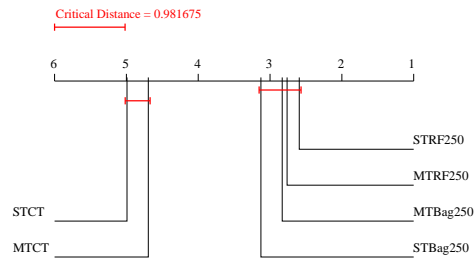 Critical Distance = 0.981675
6 5 4 3 2 1
STRF250
MTRF250
STCT MTBag250
MTCT STBag250